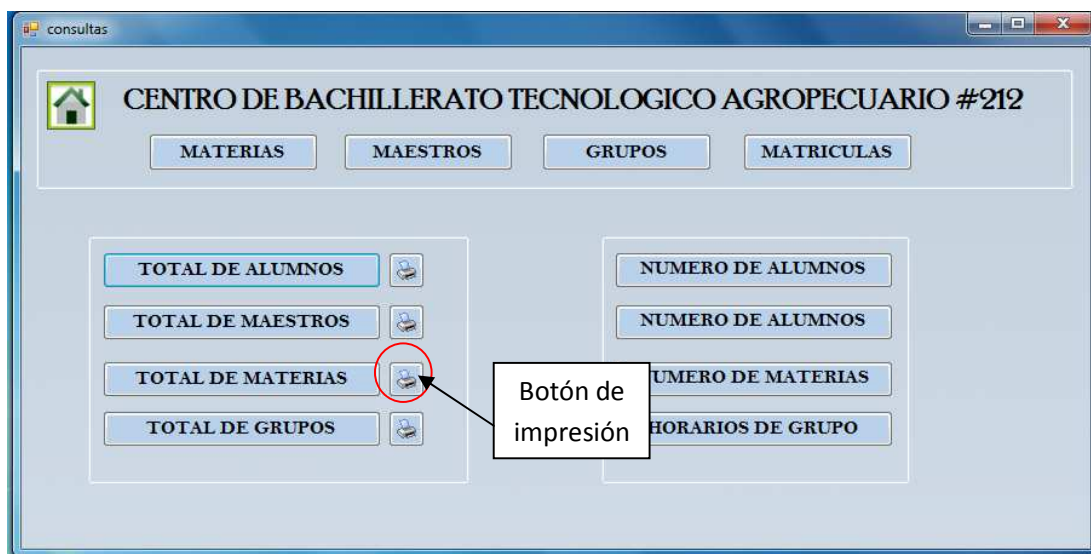 consultas
CENTRO DE BACHILLERATO TECNOLOGICO AGROPECUARIO #212
MATERIAS MAESTROS GRUPOS MATRICULAS
TOTAL DE ALUMNOS
TOTAL DE MAESTROS
TOTAL DE MATERIAS
TOTAL DE GRUPOS
Botón de
impresión
NUMERO DE ALUMNOS
NUMERO DE ALUMNOS
UMERO DE MATERIAS
HORARIOS DE GRUPO